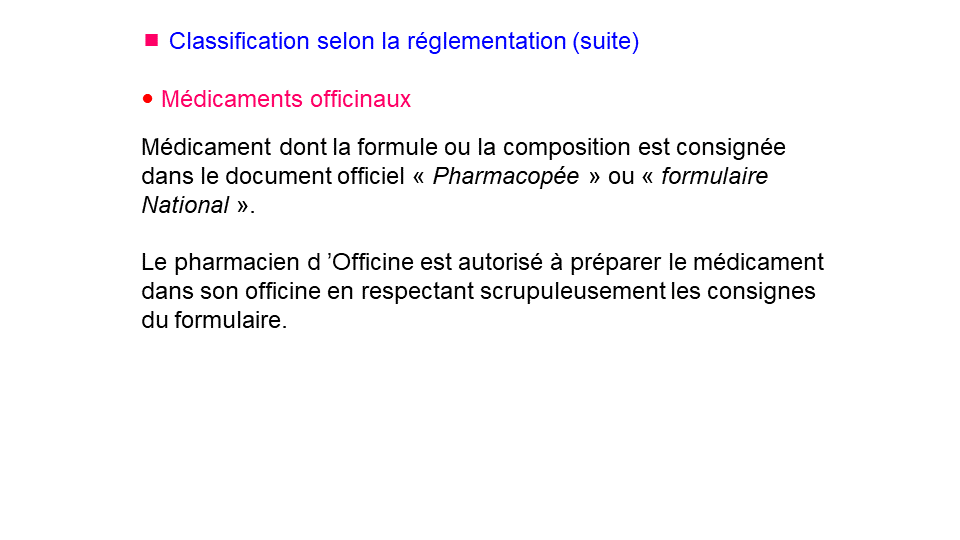 ■ Classification selon la réglementation (suite)
• Médicaments officinaux
Médicament dont la formule ou la composition est consignée
dans le document officiel « Pharmacopée » ou « formulaire
National ».
Le pharmacien d ’Officine est autorisé à préparer le médicament
dans son officine en respectant scrupuleusement les consignes
du formulaire.